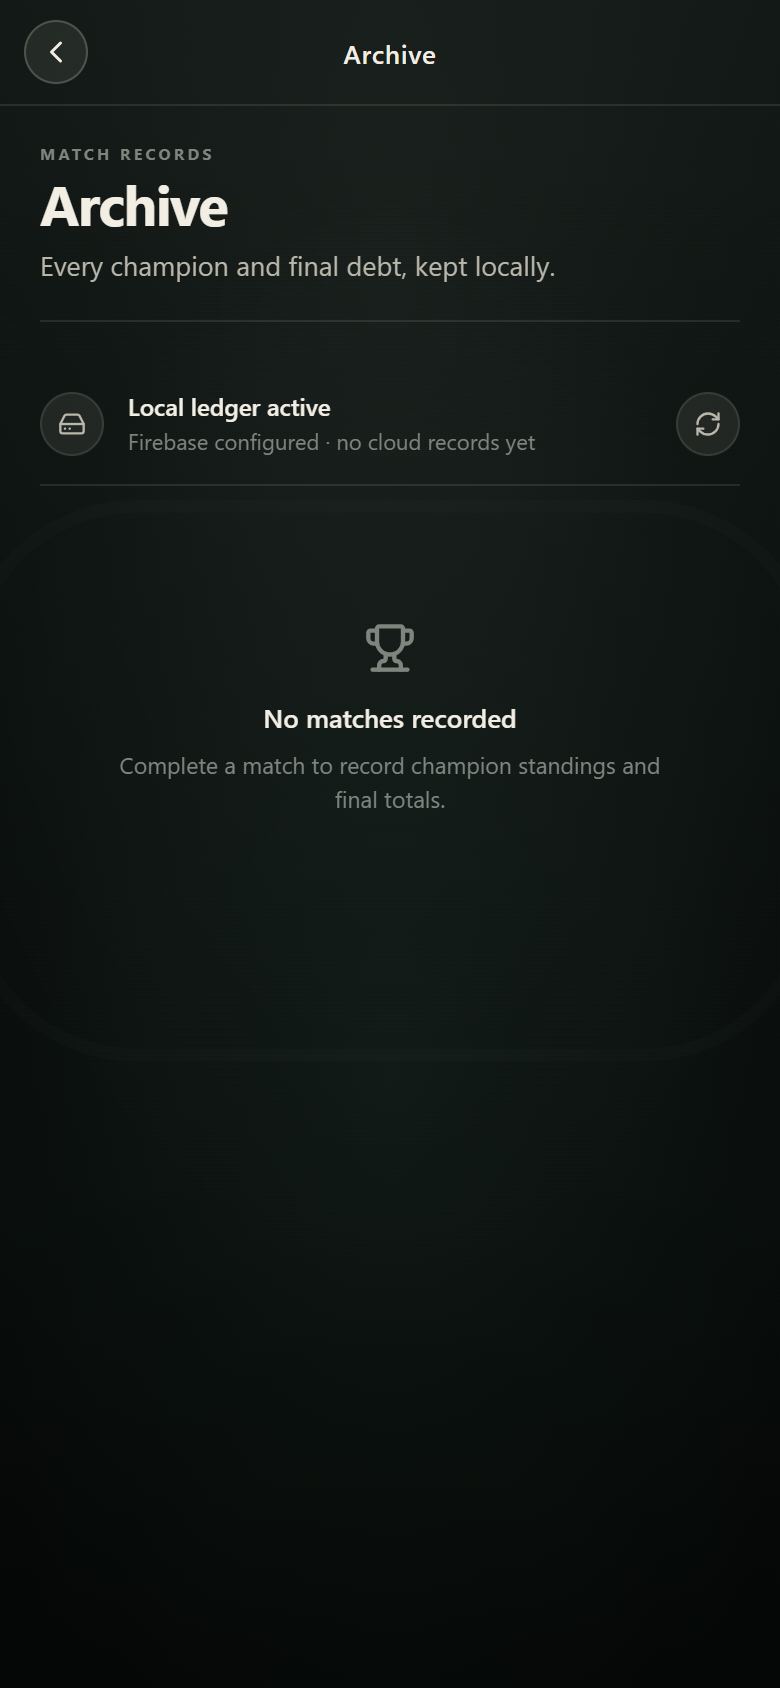 Archive
MATCH RECORDS
Archive
Every champion and final debt, kept locally.
Local ledger active
Firebase configured · no cloud records yet
No matches recorded
Complete a match to record champion standings and
final totals.